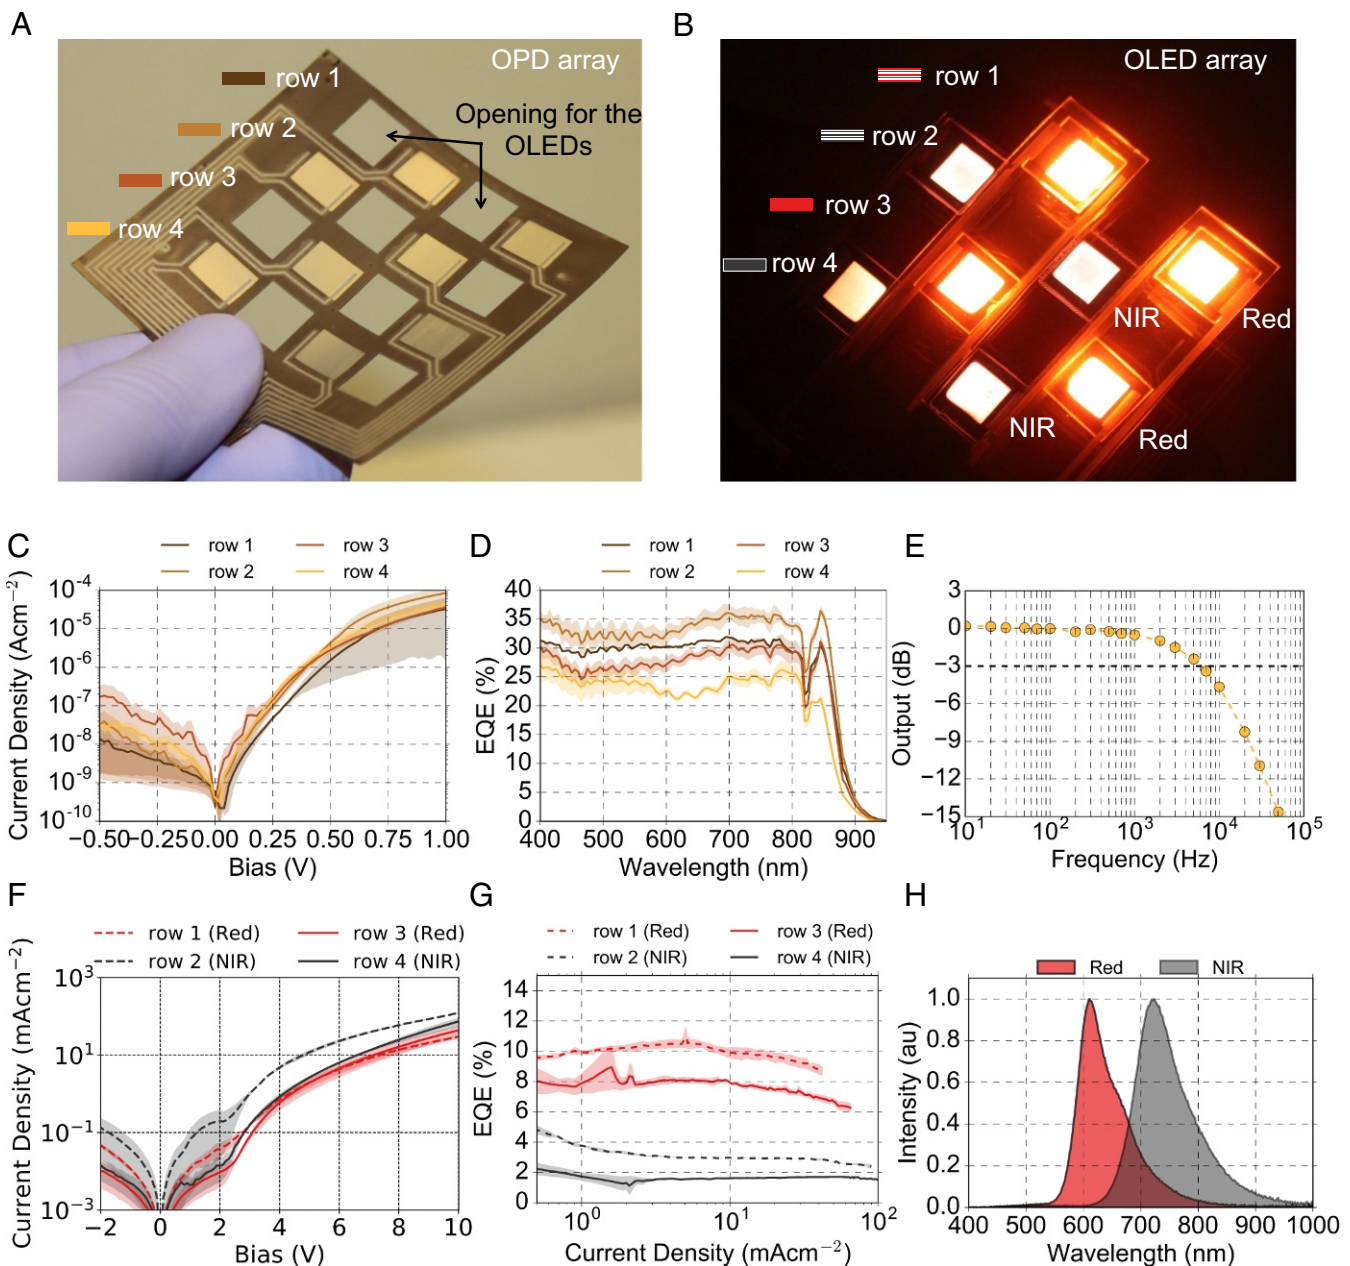 A
OPD array
row 1
row 2
row 3
row 4
Opening for the
OLEDs
B
OLED array
row 1
row 2
row 3
row 4
NIR
Red
NIR
Red
C
row 1
row 3
row 2
row 4
Current Density (Acm⁻²)
10⁻⁴
10⁻⁵
10⁻⁶
10⁻⁷
10⁻⁸
10⁻⁹
10⁻¹⁰
−0.50 −0.25 0.00 0.25 0.50 0.75 1.00
Bias (V)
D
row 1
row 3
row 2
row 4
EQE (%)
40
35
30
25
20
15
10
5
0
400 500 600 700 800 900
Wavelength (nm)
E
Output (dB)
3
0
−3
−6
−9
−12
−15
10¹ 10² 10³ 10⁴ 10⁵
Frequency (Hz)
F
row 1 (Red)
row 3 (Red)
row 2 (NIR)
row 4 (NIR)
Current Density (mAcm⁻²)
10³
10¹
10⁻¹
10⁻³
−2 0 2 4 6 8 10
Bias (V)
G
row 1 (Red)
row 3 (Red)
row 2 (NIR)
row 4 (NIR)
EQE (%)
14
12
10
8
6
4
2
0
10⁰ 10¹ 10²
Current Density (mAcm⁻²)
H
Red
NIR
Intensity (au)
1.0
0.8
0.6
0.4
0.2
0.0
400 500 600 700 800 900 1000
Wavelength (nm)